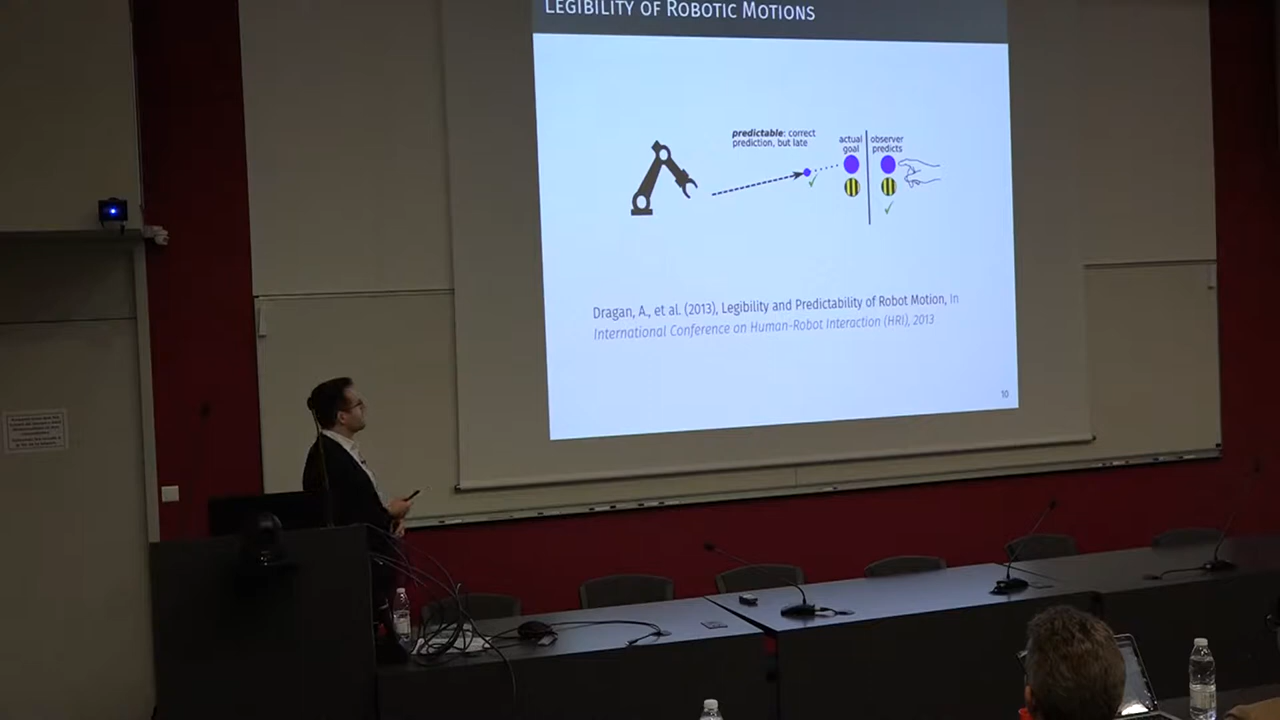 LEGIBILITY OF ROBOTIC MOTIONS
predictable: correct
prediction, but late
actual
goal
observer
predicts
Dragan, A., et al. (2013), Legibility and Predictability of Robot Motion, In
International Conference on Human-Robot Interaction (HRI), 2013
10